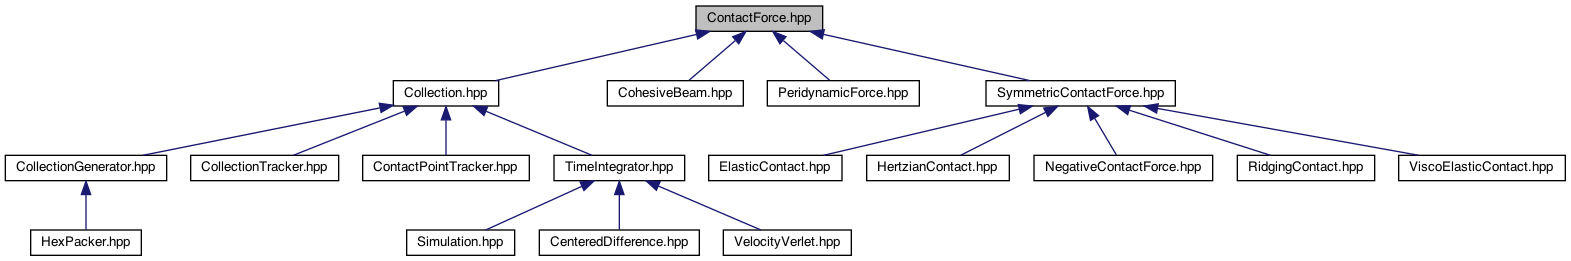 ContactForce.hpp
Collection.hpp
CohesiveBeam.hpp
PeridynamicForce.hpp
SymmetricContactForce.hpp
CollectionGenerator.hpp
CollectionTracker.hpp
ContactPointTracker.hpp
TimeIntegrator.hpp
ElasticContact.hpp
HertzianContact.hpp
NegativeContactForce.hpp
RidgingContact.hpp
ViscoElasticContact.hpp
HexPacker.hpp
Simulation.hpp
CenteredDifference.hpp
VelocityVerlet.hpp